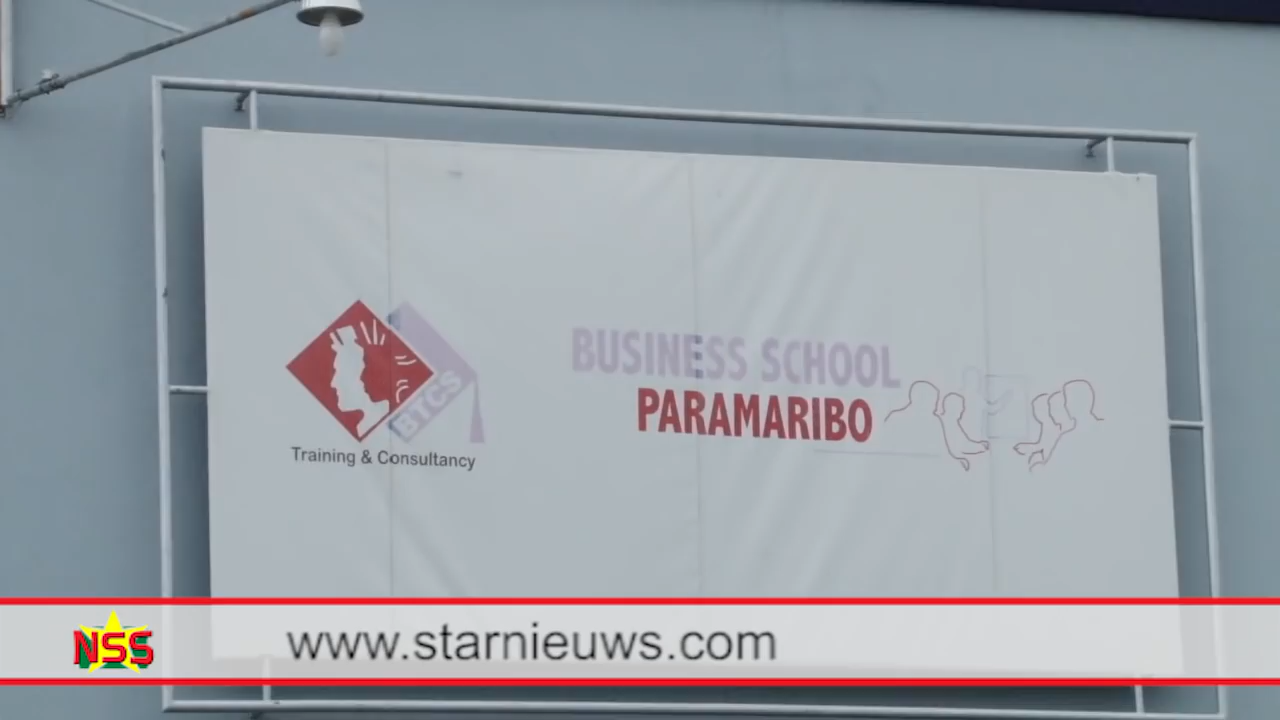 BUSINESS SCHOOL
PARAMARIBO
BTCS
Training & Consultancy
NSS
www.starnieuws.com